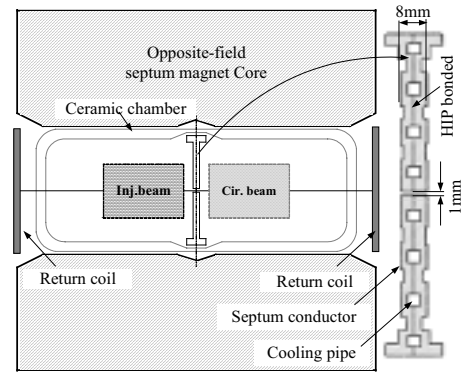 8mm
Opposite-field
septum magnet Core
Ceramic chamber
HIP bonded
Inj.beam
Cir. beam
1mm
Return coil
Return coil
Septum conductor
Cooling pipe